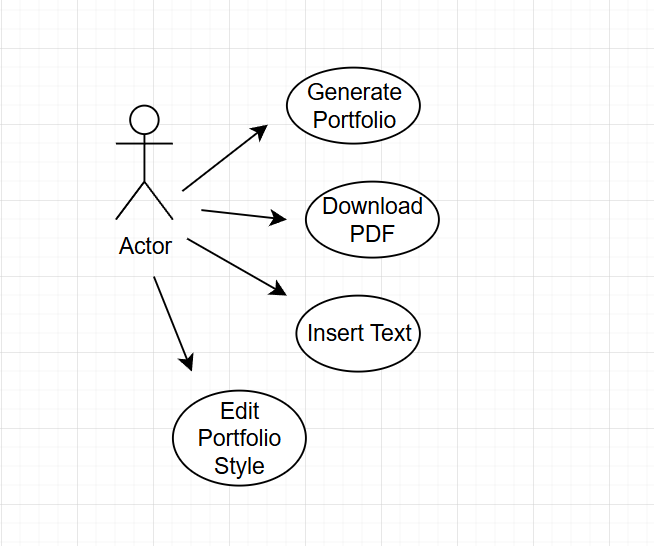 Generate
Portfolio
Download
PDF
Actor
Insert Text
Edit
Portfolio
Style